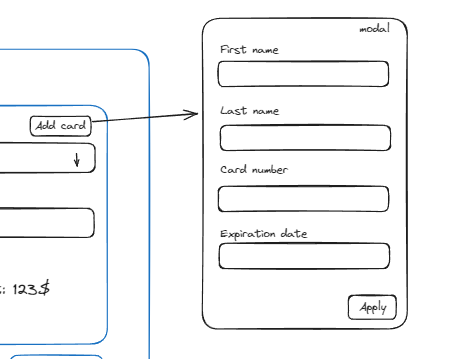 modal
First name
Add card
Last name
Card number
Expiration date
: 123$
Apply